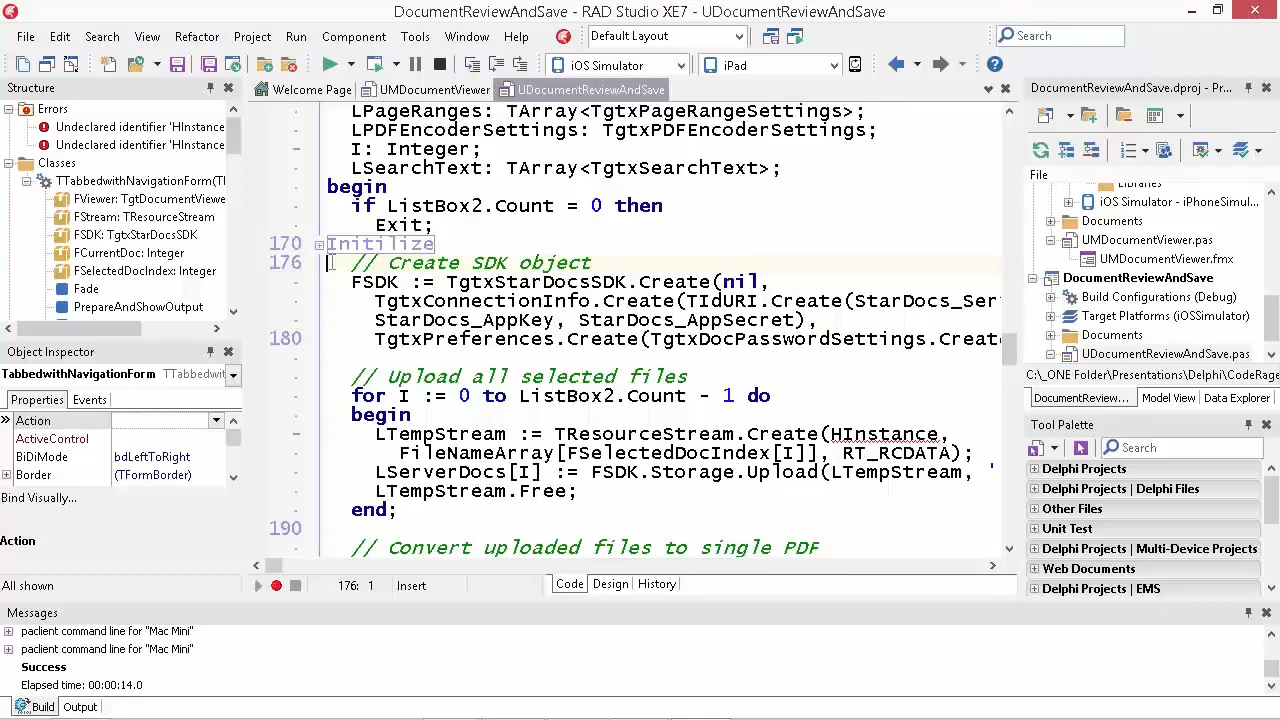 DocumentReviewAndSave - RAD Studio XE7 - UDocumentReviewAndSave
File Edit Search View Refactor Project Run Component Tools Window Help
Default Layout
Search
iOS Simulator
iPad
Structure
Errors
Undeclared identifier 'HInstance
Undeclared identifier 'HInstance
Classes
TTabbedwithNavigationForm(TI
FViewer: TgtDocumentViewe
FStream: TResourceStream
FSDK: TgtxStarDocsSDK
FCurrentDoc: Integer
FSelectedDocIndex: Integer
Fade
PrepareAndShowOutput
Object Inspector
TabbedwithNavigationForm TTabbedwit
Properties Events
Action
ActiveControl
BiDiMode bdLeftToRight
Border (TFormBorder)
Bind Visually...
Action
All shown
Welcome Page UMDocumentViewer UDocumentReviewAndSave
LPageRanges: TArray<TgtxPageRangeSettings>;
LPDFEncoderSettings: TgtxPDFEncoderSettings;
I: Integer;
LSearchText: TArray<TgtxSearchText>;
begin
if ListBox2.Count = 0 then
Exit;
170 Initilize
176 // Create SDK object
FSDK := TgtxStarDocsSDK.Create(nil,
TgtxConnectionInfo.Create(TIdURI.Create(StarDocs_Ser
StarDocs_AppKey, StarDocs_AppSecret),
180 TgtxPreferences.Create(TgtxDocPasswordSettings.Creat
// Upload all selected files
for I := 0 to ListBox2.Count - 1 do
begin
LTempStream := TResourceStream.Create(HInstance,
FileNameArray[FSelectedDocIndex[I]], RT_RCDATA);
LServerDocs[I] := FSDK.Storage.Upload(LTempStream, '
LTempStream.Free;
end;
190
// Convert uploaded files to single PDF
176: 1 Insert
Code Design History
DocumentReviewAndSave.dproj - Pr...
File
Libraries
iOS Simulator - iPhoneSimul...
Documents
UMDocumentViewer.pas
UMDocumentViewer.fmx
DocumentReviewAndSave
Build Configurations (Debug)
Target Platforms (iOSSimulator)
Documents
UDocumentReviewAndSave.pas
C:\_ONE Folder\Presentations\Delphi\CodeRage
DocumentReview... Model View Data Explorer
Tool Palette
Search
Delphi Projects
Delphi Projects | Delphi Files
Other Files
Unit Test
Delphi Projects | Multi-Device Projects
Web Documents
Delphi Projects | EMS
Messages
paclient command line for "Mac Mini"
paclient command line for "Mac Mini"
Success
Elapsed time: 00:00:14.0
Build Output